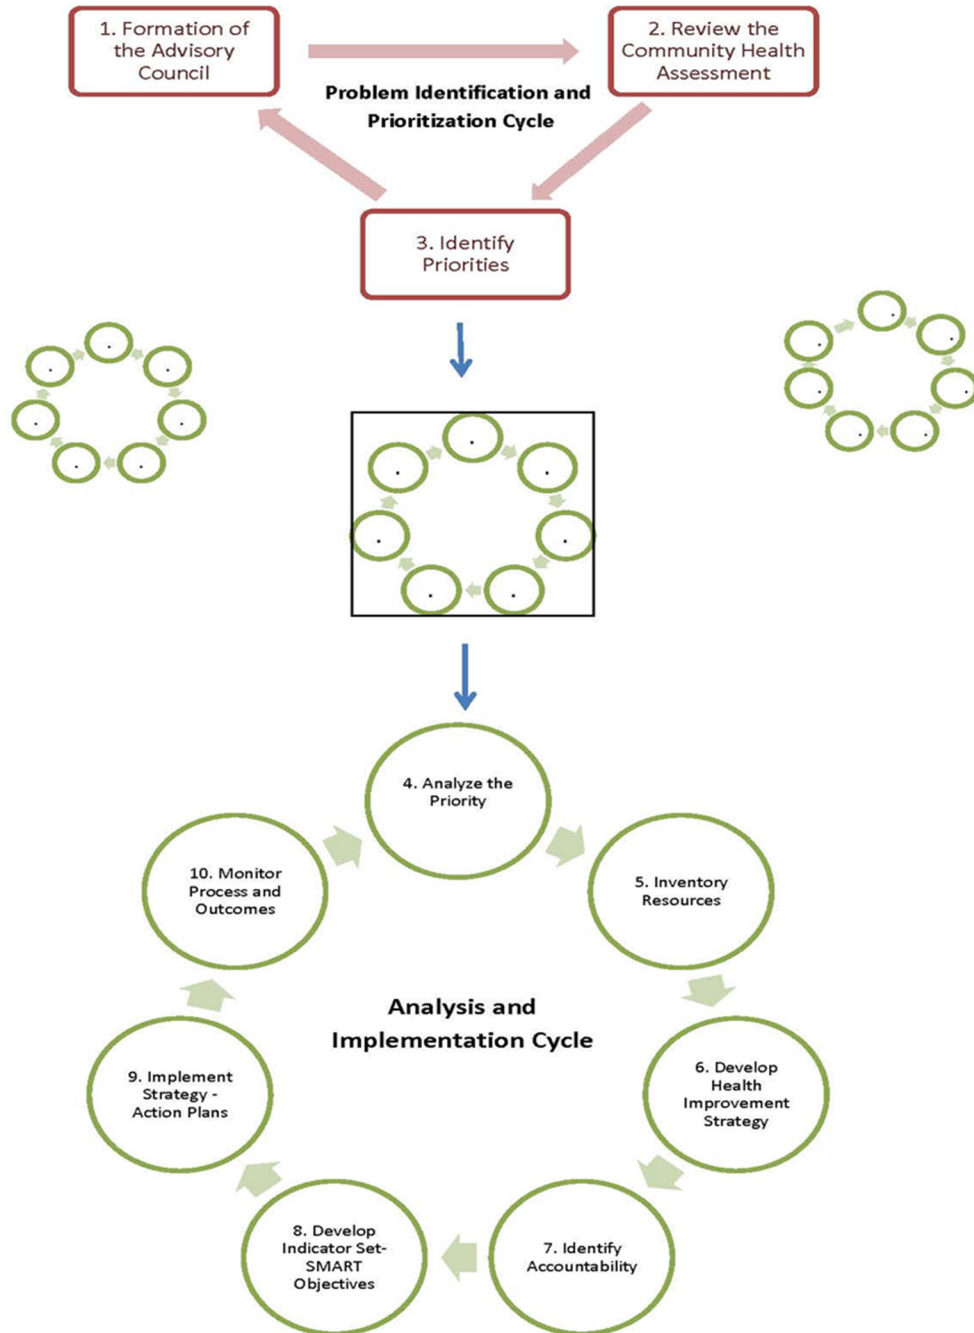 1. Formation of
the Advisory
Council
2. Review the
Community Health
Assessment
Problem Identification and
Prioritization Cycle
3. Identify
Priorities
4. Analyze the
Priority
5. Inventory
Resources
6. Develop
Health
Improvement
Strategy
7. Identify
Accountability
8. Develop
Indicator Set-
SMART
Objectives
9. Implement
Strategy -
Action Plans
10. Monitor
Process and
Outcomes
Analysis and
Implementation Cycle